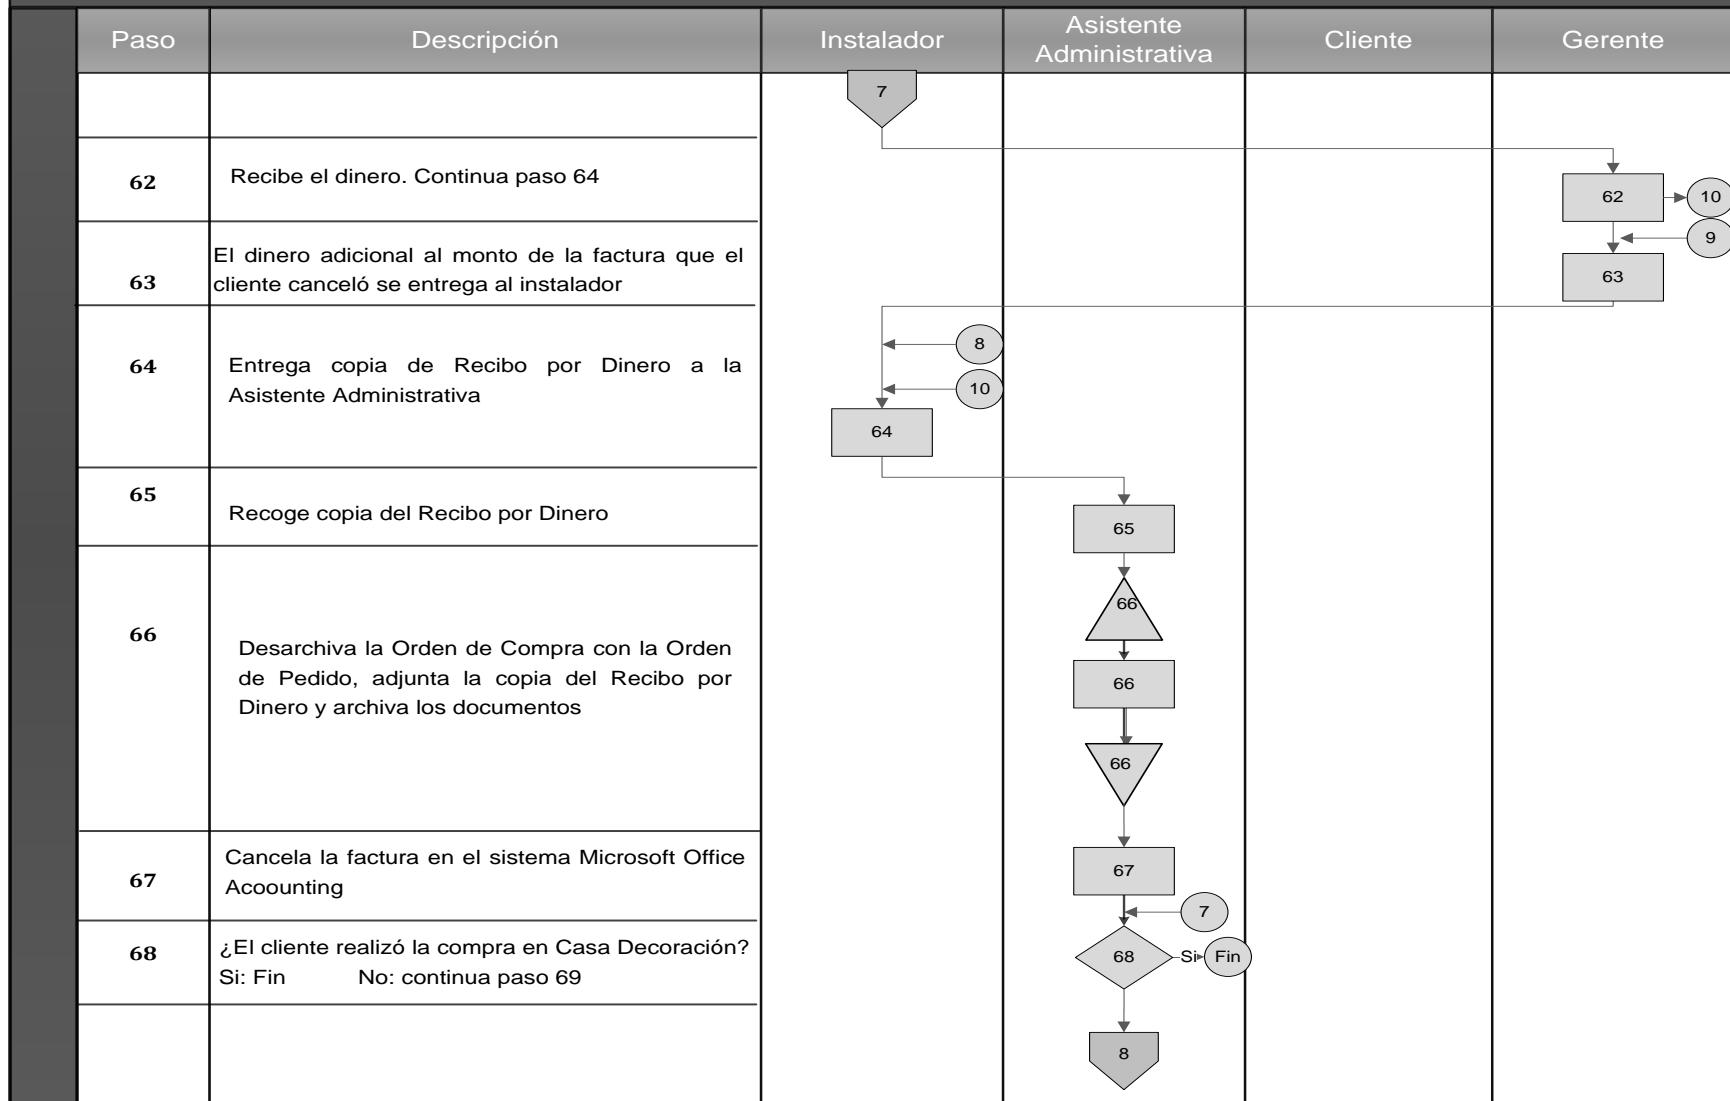 Paso
Descripción
Instalador
Asistente
Administrativa
Cliente
Gerente
7
62
Recibe el dinero. Continua paso 64
62
10
9
63
El dinero adicional al monto de la factura que el
cliente canceló se entrega al instalador
63
8
64
Entrega copia de Recibo por Dinero a la
Asistente Administrativa
10
64
65
Recoge copia del Recibo por Dinero
65
66
66
Desarchiva la Orden de Compra con la Orden
de Pedido, adjunta la copia del Recibo por
Dinero y archiva los documentos
66
66
67
Cancela la factura en el sistema Microsoft Office
Acoounting
67
7
68
¿El cliente realizó la compra en Casa Decoración?
Si: Fin No: continua paso 69
68
Si
Fin
8